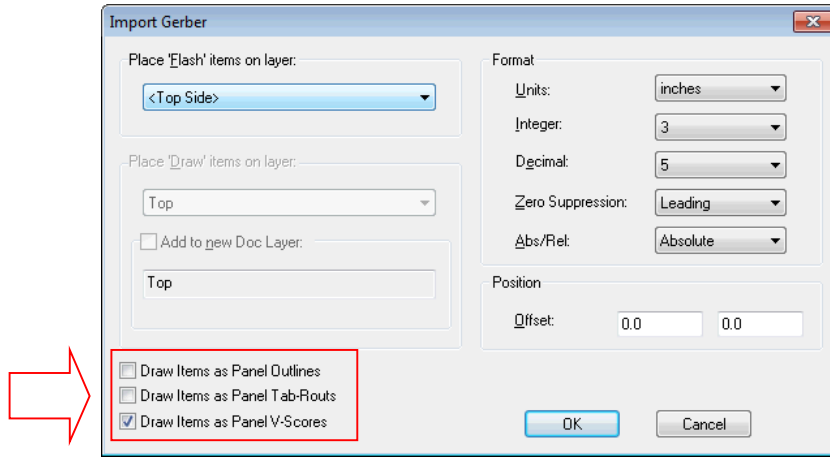 Import Gerber
Place 'Flash' items on layer:
<Top Side>
Place 'Draw' items on layer:
Top
Add to new Doc Layer:
Top
Draw Items as Panel Outlines
Draw Items as Panel Tab-Routs
Draw Items as Panel V-Scores
Format
Units: inches
Integer: 3
Decimal: 5
Zero Suppression: Leading
Abs/Rel: Absolute
Position
Offset: 0.0 0.0
OK Cancel